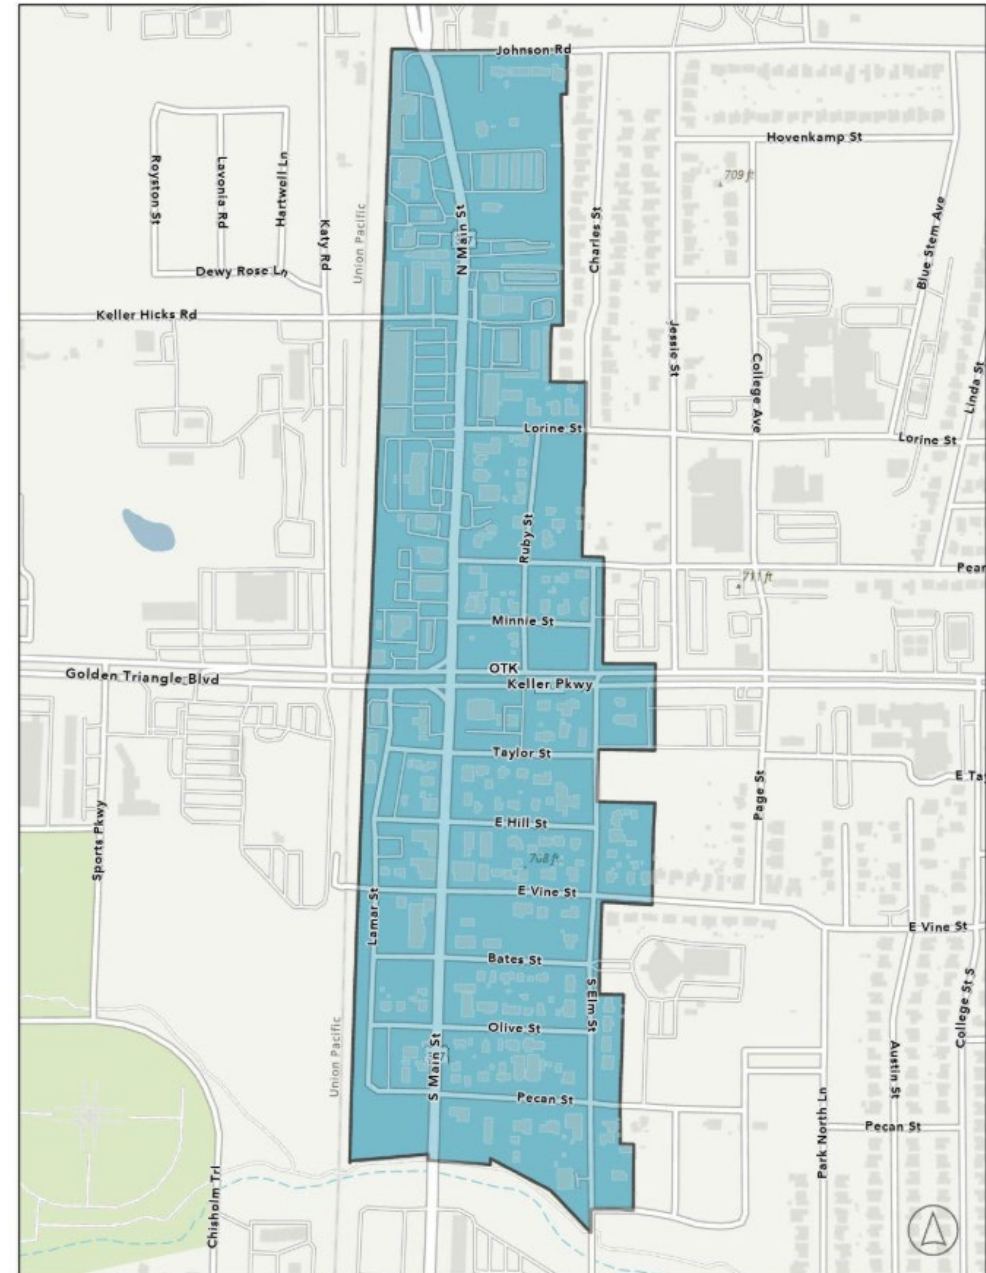 Johnson Rd
Hovenkamp St
709 ft
Royston St
Lavonia Rd
Hartwell Ln
Katy Rd
Union Pacific
N Main St
Charles St
Blue Stem Ave
Dewy Rose Ln
Keller Hicks Rd
Jessie St
College Ave
Linda St
Lorine St
Lorine St
Ruby St
Pear
711 ft
Minnie St
OTK
Golden Triangle Blvd
Keller Pkwy
Taylor St
E Ta
Page St
Sports Pkwy
E Hill St
708 ft
E Vine St
Lamar St
E Vine St
Bates St
S Elm St
College St S
Olive St
Union Pacific
S Main St
Austin St
Pecan St
Park North Ln
Pecan St
Chisholm Trl